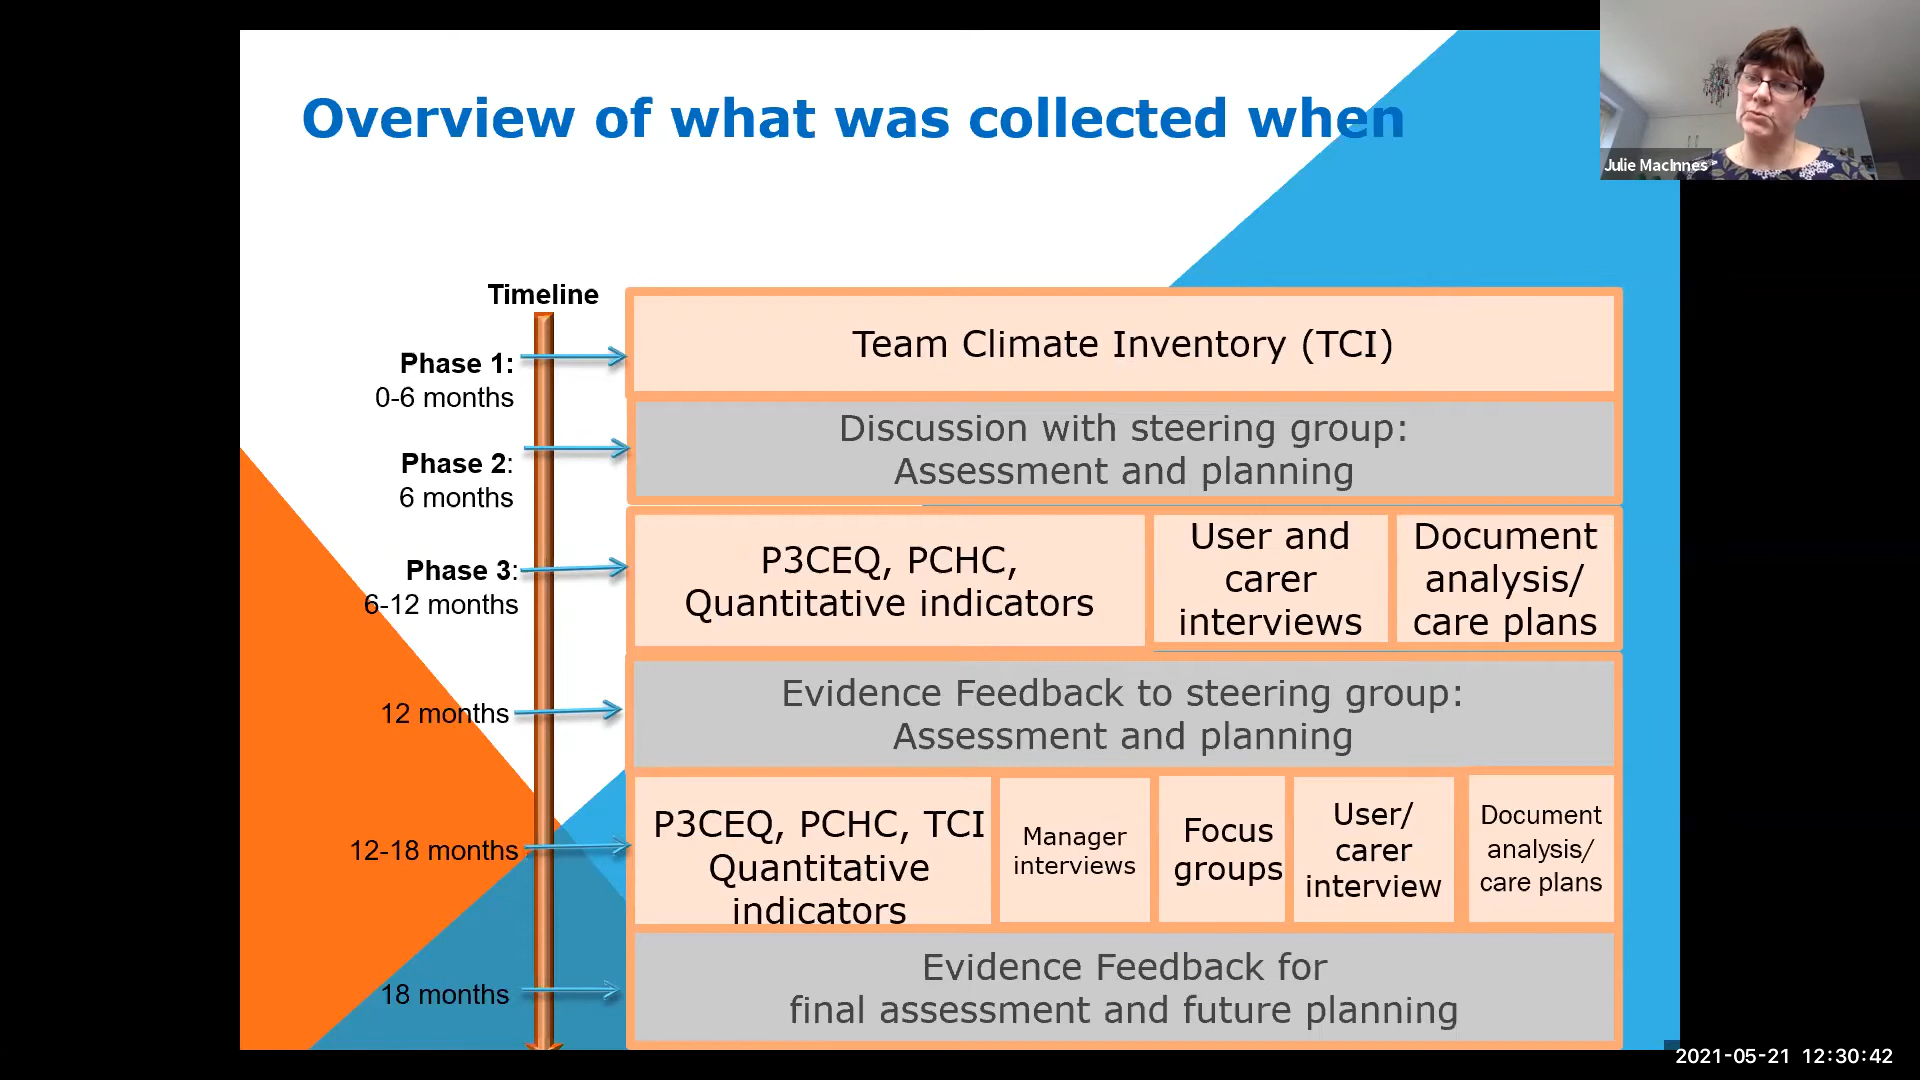 Overview of what was collected when
Julie MacInnes
Timeline
Phase 1:
0-6 months
Team Climate Inventory (TCI)
Phase 2:
6 months
Discussion with steering group:
Assessment and planning
Phase 3:
6-12 months
P3CEQ, PCHC,
Quantitative indicators
User and
carer
interviews
Document
analysis/
care plans
12 months
Evidence Feedback to steering group:
Assessment and planning
12-18 months
P3CEQ, PCHC, TCI
Quantitative
indicators
Manager
interviews
Focus
groups
User/
carer
interview
Document
analysis/
care plans
18 months
Evidence Feedback for
final assessment and future planning
2021-05-21 12:30:42